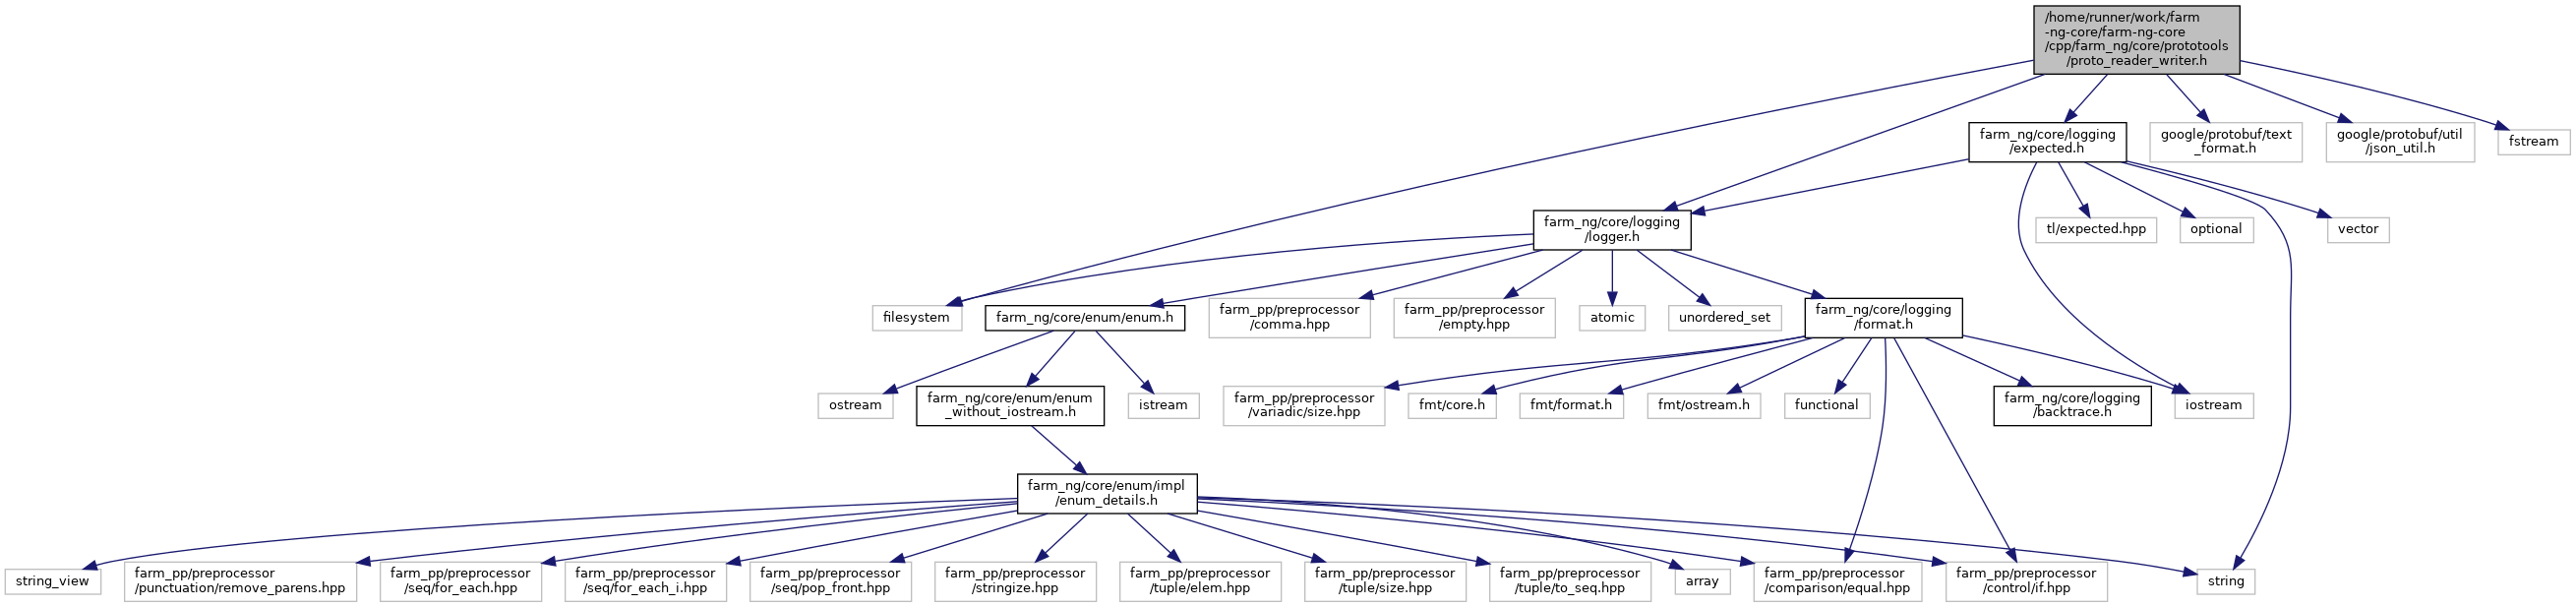 /home/runner/work/farm
-ng-core/farm-ng-core
/cpp/farm_ng/core/prototools
/proto_reader_writer.h
farm_ng/core/logging
/expected.h
google/protobuf/text
_format.h
google/protobuf/util
/json_util.h
fstream
farm_ng/core/logging
/logger.h
tl/expected.hpp
optional
vector
filesystem
farm_ng/core/enum/enum.h
farm_pp/preprocessor
/comma.hpp
farm_pp/preprocessor
/empty.hpp
atomic
unordered_set
farm_ng/core/logging
/format.h
ostream
farm_ng/core/enum/enum
_without_iostream.h
istream
farm_pp/preprocessor
/variadic/size.hpp
fmt/core.h
fmt/format.h
fmt/ostream.h
functional
farm_ng/core/logging
/backtrace.h
iostream
farm_ng/core/enum/impl
/enum_details.h
string_view
farm_pp/preprocessor
/punctuation/remove_parens.hpp
farm_pp/preprocessor
/seq/for_each.hpp
farm_pp/preprocessor
/seq/for_each_i.hpp
farm_pp/preprocessor
/seq/pop_front.hpp
farm_pp/preprocessor
/stringize.hpp
farm_pp/preprocessor
/tuple/elem.hpp
farm_pp/preprocessor
/tuple/size.hpp
farm_pp/preprocessor
/tuple/to_seq.hpp
array
farm_pp/preprocessor
/comparison/equal.hpp
farm_pp/preprocessor
/control/if.hpp
string